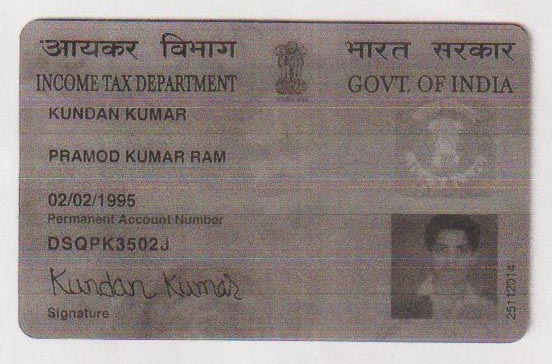 आयकर विभाग भारत सरकार
INCOME TAX DEPARTMENT GOVT. OF INDIA
KUNDAN KUMAR
PRAMOD KUMAR RAM
02/02/1995
Permanent Account Number
DSQPK3502J
Kundan Kumar
Signature
25112014